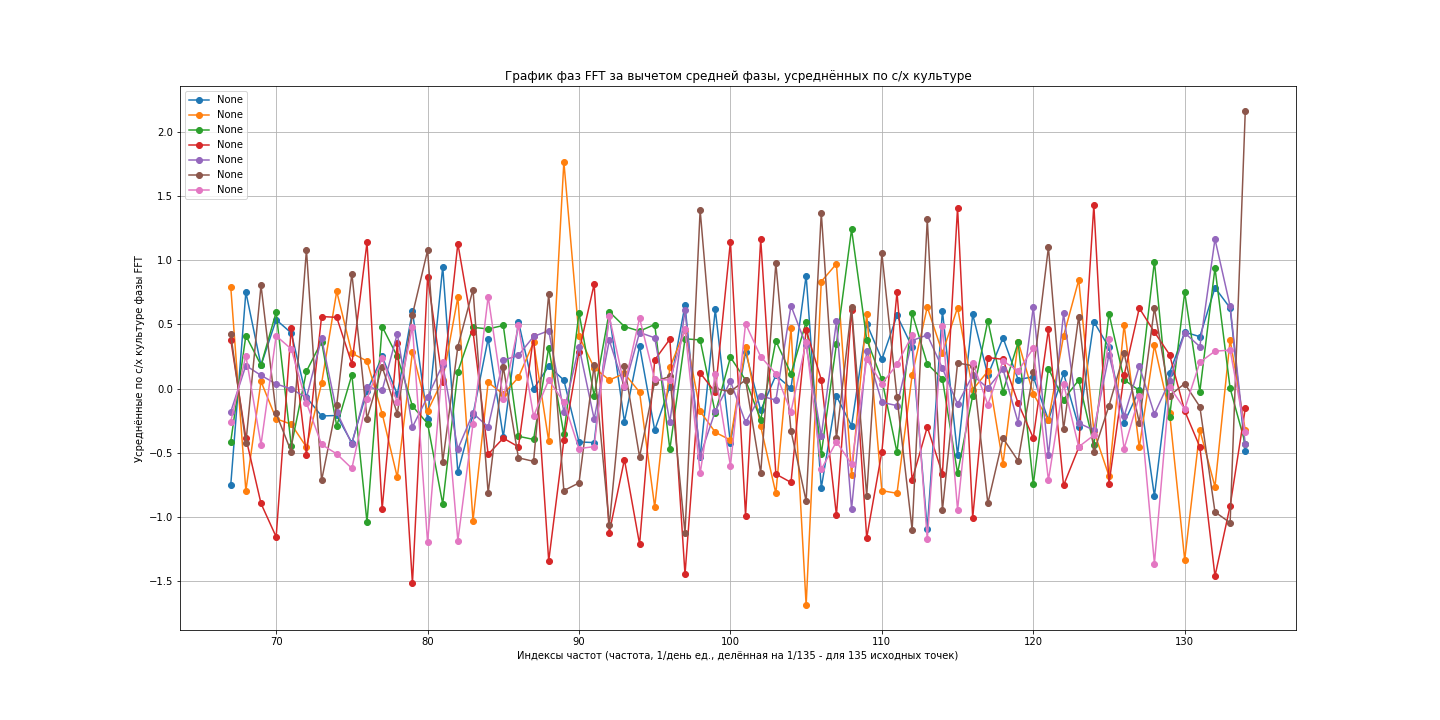 График фаз FFT за вычетом средней фазы, усреднённых по с/х культуре
None
None
None
None
None
None
None
Усреднённые по с/х культуре фазы FFT
2.0
1.5
1.0
0.5
0.0
−0.5
−1.0
−1.5
70 80 90 100 110 120 130
Индексы частот (частота, 1/день ед., делённая на 1/135 - для 135 исходных точек)